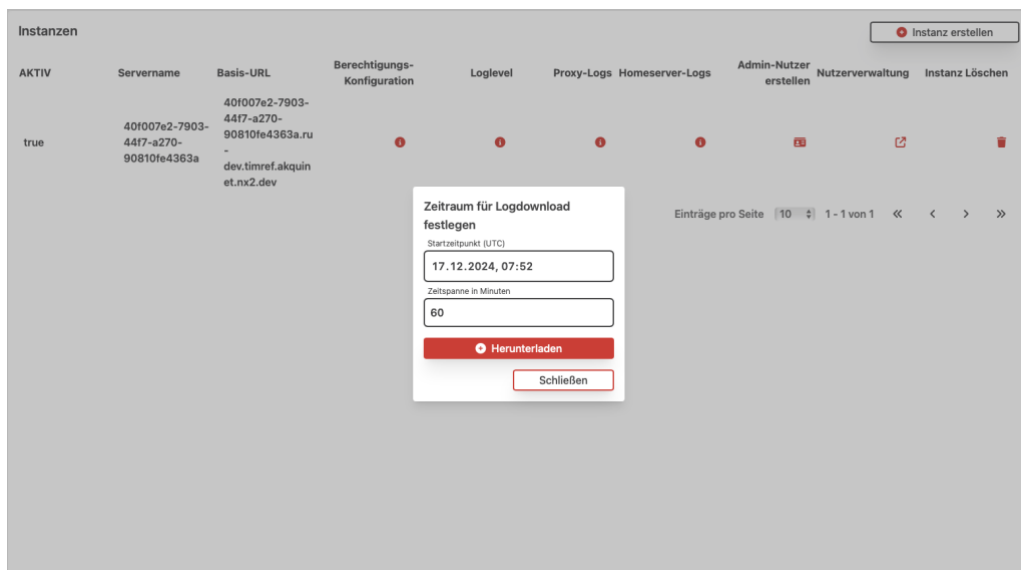 Instanzen
Instanz erstellen
AKTIV
Servername
Basis-URL
Berechtigungs-
Konfiguration
Loglevel
Proxy-Logs
Homeserver-Logs
Admin-Nutzer
erstellen
Nutzerverwaltung
Instanz Löschen
true
40f007e2-7903-
44f7-a270-
90810fe4363a
40f007e2-7903-
44f7-a270-
90810fe4363a.ru
-
dev.timref.akquin
et.nx2.dev
Einträge pro Seite
10
1 - 1 von 1
Zeitraum für Logdownload
festlegen
Startzeitpunkt (UTC)
17.12.2024, 07:52
Zeitspanne in Minuten
60
Herunterladen
Schließen